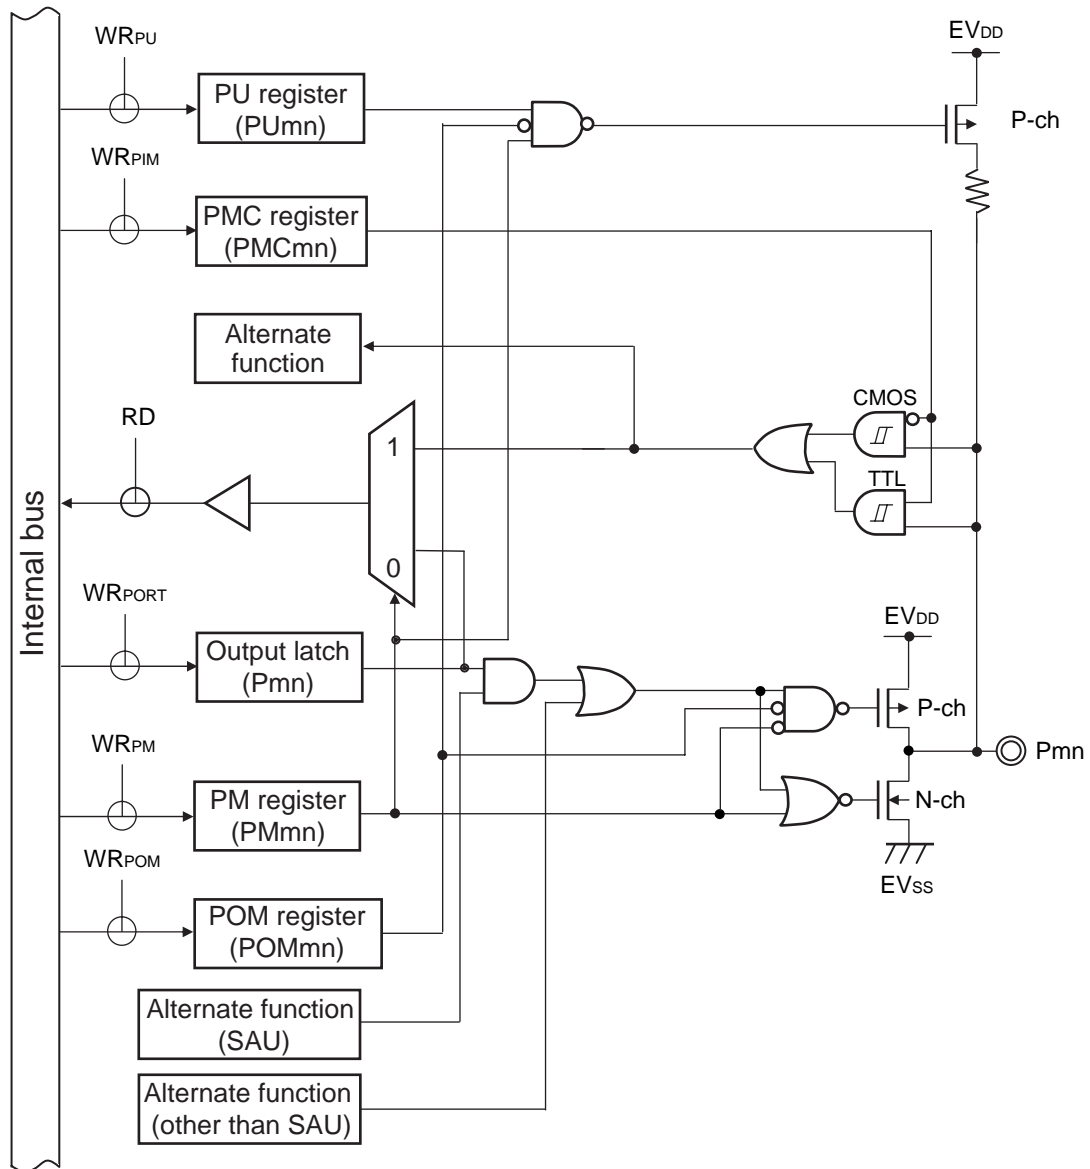 WRPU
EVDD
PU register
(PUmn)
P-ch
WRPIM
PMC register
(PMCmn)
Alternate
function
CMOS
RD
1
TTL
Internal bus
0
WRPORT
EVDD
Output latch
(Pmn)
P-ch
WRPM
Pmn
PM register
(PMmn)
N-ch
WRPOM
EVSS
POM register
(POMmn)
Alternate function
(SAU)
Alternate function
(other than SAU)